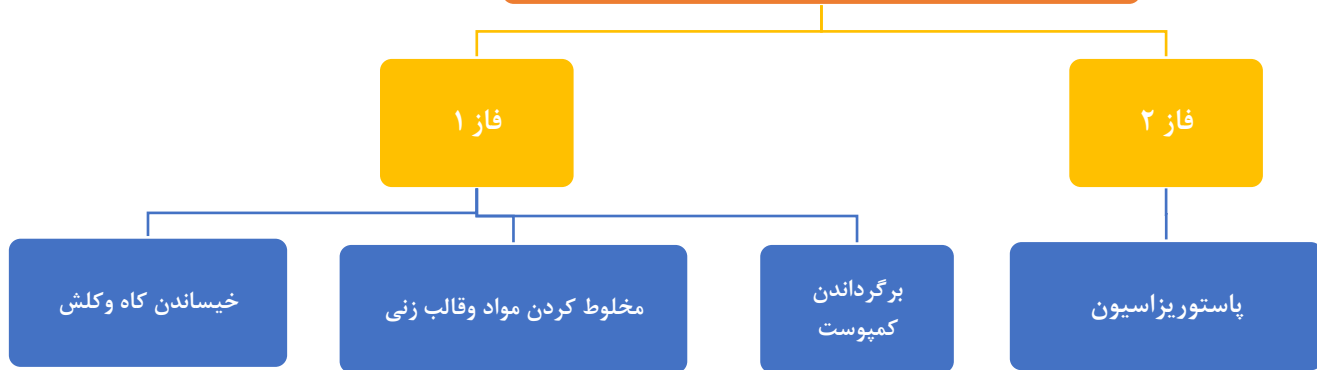 فاز ۱
فاز ۲
خیساندن کاه وکلش
مخلوط کردن مواد وقالب زنی
برگرداندن
کمپوست
پاستوریزاسیون